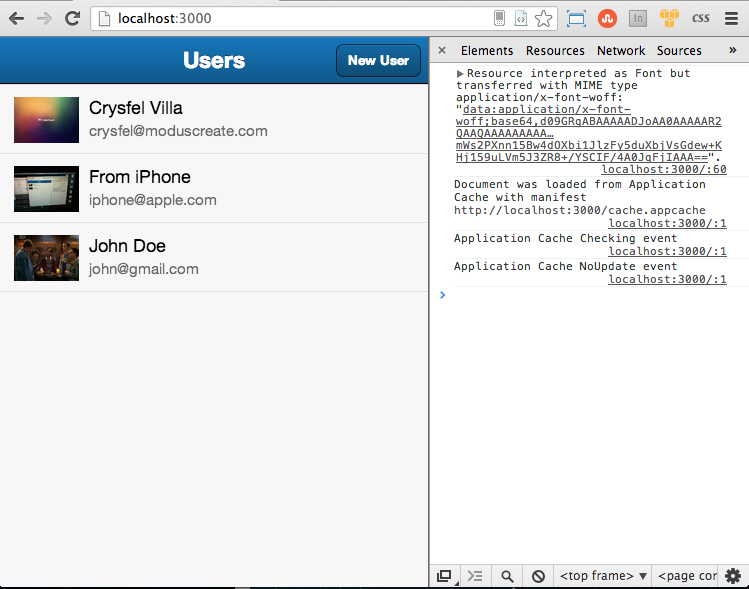 localhost:3000
In
CSS
Users
New User
Crysfel Villa
crysfel@moduscreate.com
From iPhone
iphone@apple.com
John Doe
john@gmail.com
× Elements Resources Network Sources »
▶Resource interpreted as Font but
transferred with MIME type
application/x-font-woff:
"data:application/x-font-
woff;base64,d09GRgABAAAAADJoAA0AAAAAR2
QAAQAAAAAAAAA…
mWs2PXnn15Bw4dOXbi1JlzFy5duXbjVsGdew+K
Hj159uLVm5J3ZR8+/YSCIF/4A0JqFjIAAA==".
localhost:3000/:60
Document was loaded from Application
Cache with manifest
http://localhost:3000/cache.appcache
localhost:3000/:1
Application Cache Checking event
localhost:3000/:1
Application Cache NoUpdate event
localhost:3000/:1
<top frame> ▼ <page cor